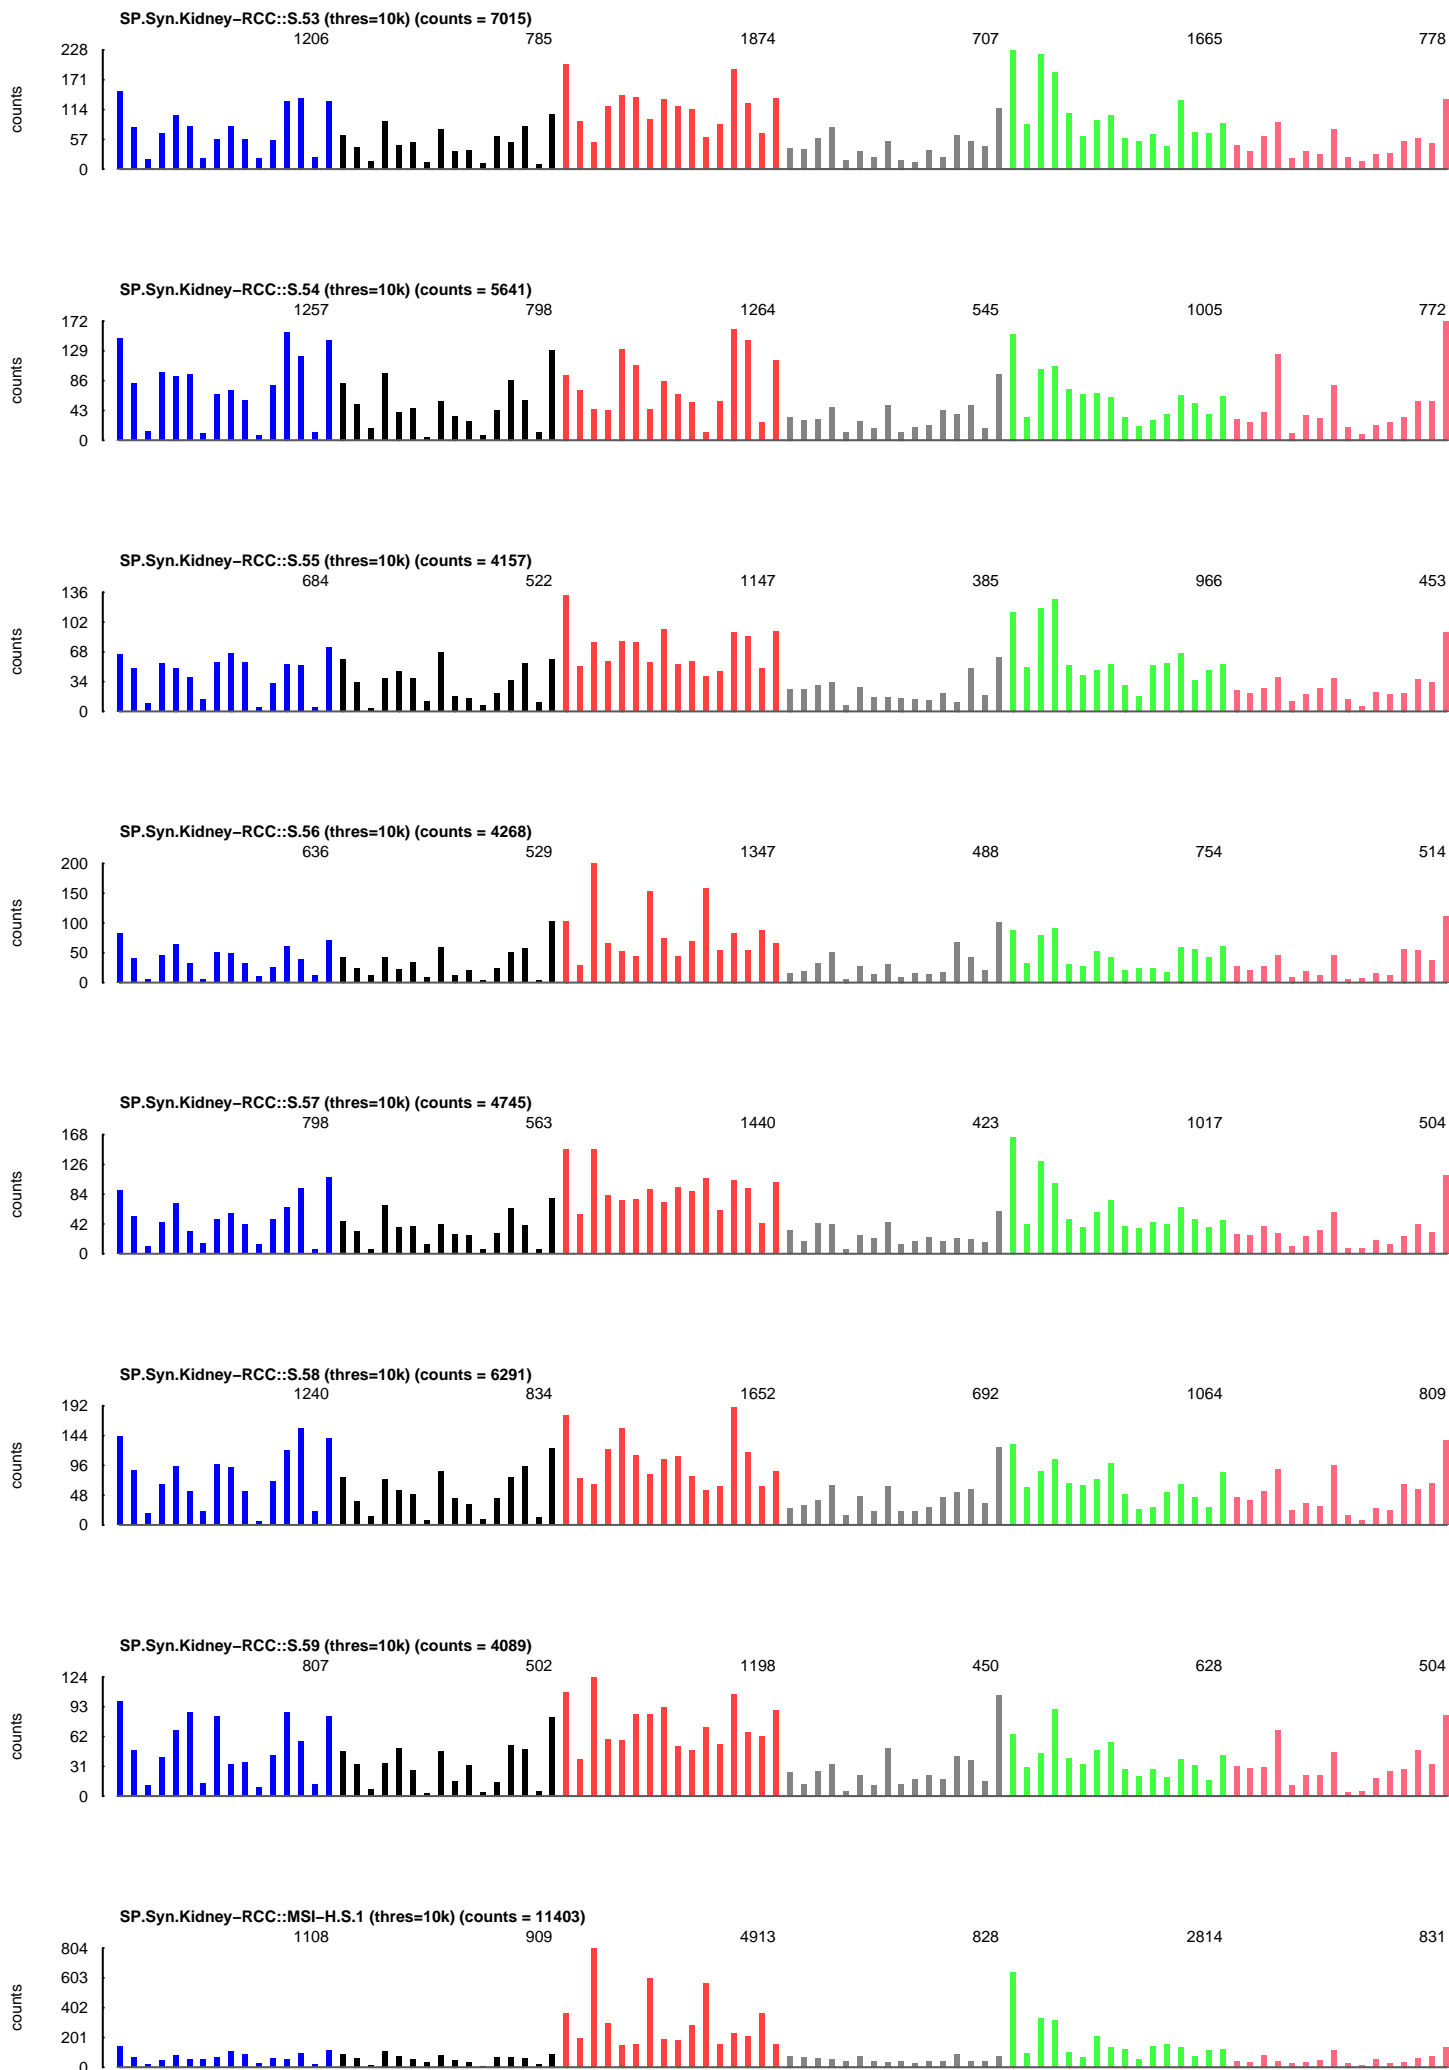 SP.Syn.Kidney−RCC::S.53 (thres=10k) (counts = 7015)
1206 785 1874 707 1665 778
228
171
114
57
0
counts
SP.Syn.Kidney−RCC::S.54 (thres=10k) (counts = 5641)
1257 798 1264 545 1005 772
172
129
86
43
0
counts
SP.Syn.Kidney−RCC::S.55 (thres=10k) (counts = 4157)
684 522 1147 385 966 453
136
102
68
34
0
counts
SP.Syn.Kidney−RCC::S.56 (thres=10k) (counts = 4268)
636 529 1347 488 754 514
200
150
100
50
0
counts
SP.Syn.Kidney−RCC::S.57 (thres=10k) (counts = 4745)
798 563 1440 423 1017 504
168
126
84
42
0
counts
SP.Syn.Kidney−RCC::S.58 (thres=10k) (counts = 6291)
1240 834 1652 692 1064 809
192
144
96
48
0
counts
SP.Syn.Kidney−RCC::S.59 (thres=10k) (counts = 4089)
807 502 1198 450 628 504
124
93
62
31
0
counts
SP.Syn.Kidney−RCC::MSI−H.S.1 (thres=10k) (counts = 11403)
1108 909 4913 828 2814 831
804
603
402
201
0
counts